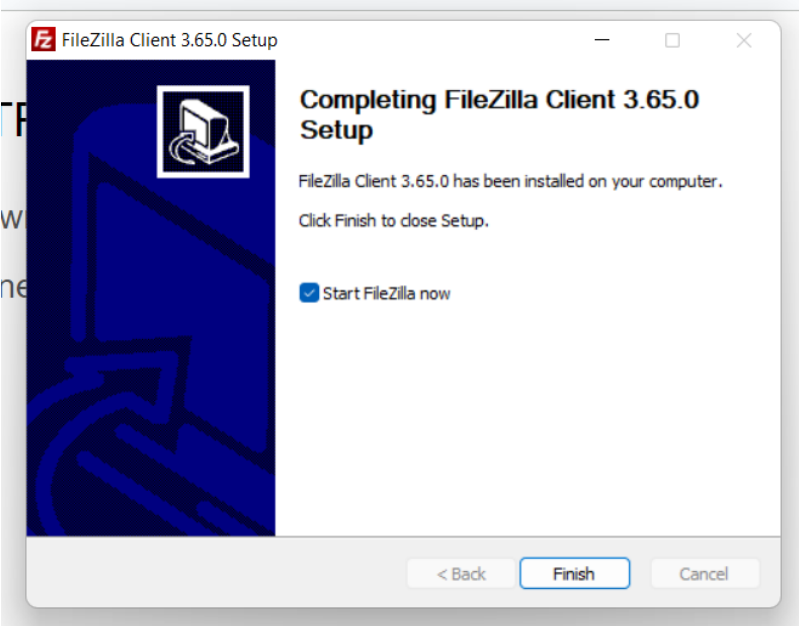 FileZilla Client 3.65.0 Setup
Completing FileZilla Client 3.65.0
Setup
FileZilla Client 3.65.0 has been installed on your computer.
Click Finish to close Setup.
Start FileZilla now
< Back
Finish
Cancel